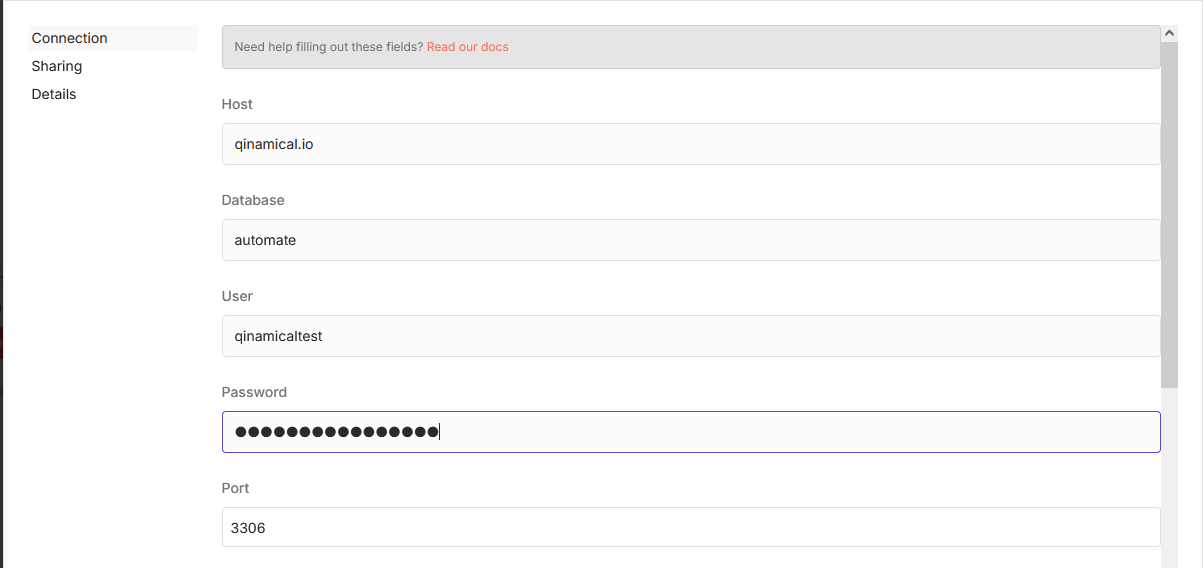 Connection
Sharing
Details
Need help filling out these fields? Read our docs
Host
qinamical.io
Database
automate
User
qinamicaltest
Password
●●●●●●●●●●●●●●●●
Port
3306